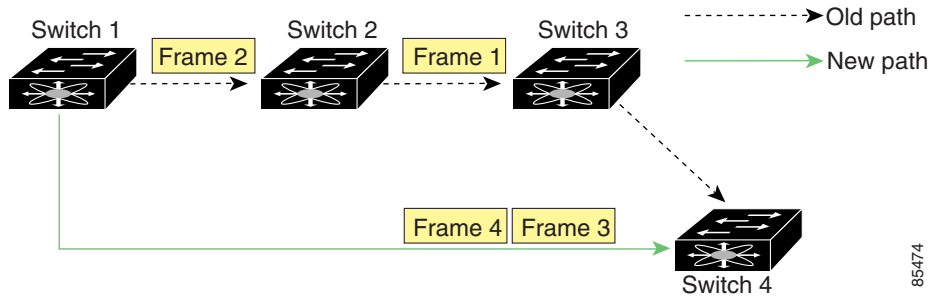 Switch 1
Switch 2
Switch 3
Old path
New path
Frame 2
Frame 1
Frame 4
Frame 3
Switch 4
85474